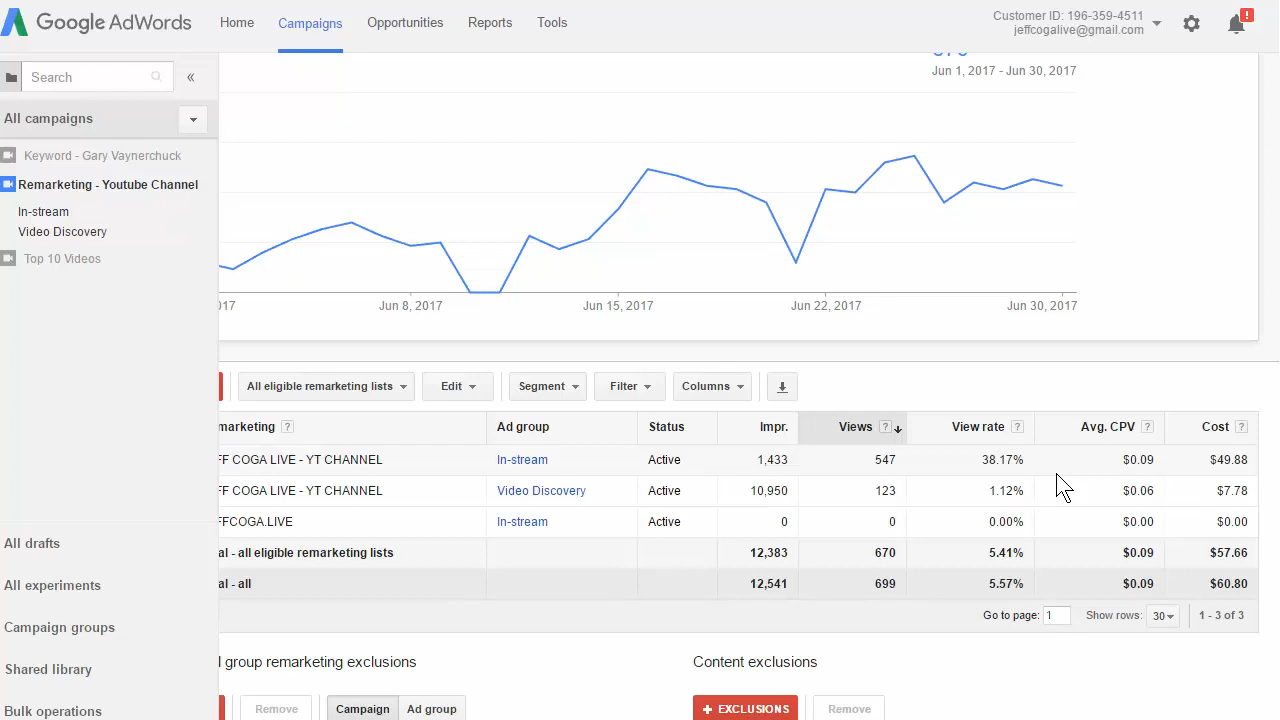 Google AdWords
Home
Campaigns
Opportunities
Reports
Tools
Customer ID: 196-359-4511
jeffcogalive@gmail.com
!
Search
«
Jun 1, 2017 - Jun 30, 2017
All campaigns
Keyword - Gary Vaynerchuck
Remarketing - Youtube Channel
In-stream
Video Discovery
Top 10 Videos
017
Jun 8, 2017
Jun 15, 2017
Jun 22, 2017
Jun 30, 2017
All eligible remarketing lists
Edit
Segment
Filter
Columns
marketing ?
Ad group
Status
Impr.
Views ?
View rate ?
Avg. CPV ?
Cost ?
FF COGA LIVE - YT CHANNEL
In-stream
Active
1,433
547
38.17%
$0.09
$49.88
FF COGA LIVE - YT CHANNEL
Video Discovery
Active
10,950
123
1.12%
$0.06
$7.78
FFCOGA.LIVE
In-stream
Active
0
0
0.00%
$0.00
$0.00
al - all eligible remarketing lists
12,383
670
5.41%
$0.09
$57.66
al - all
12,541
699
5.57%
$0.09
$60.80
Go to page: 1
Show rows: 30
1 - 3 of 3
All drafts
All experiments
Campaign groups
Shared library
Bulk operations
l group remarketing exclusions
Content exclusions
Remove
Campaign
Ad group
+ EXCLUSIONS
Remove